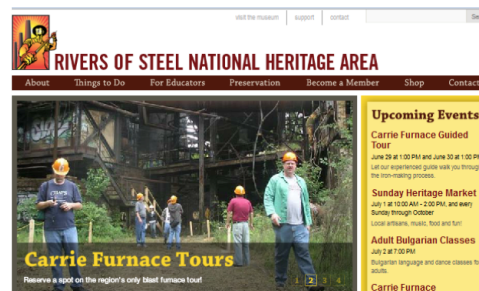 visit the museum support contact
RIVERS OF STEEL NATIONAL HERITAGE AREA
About Things to Do For Educators Preservation Become a Member Shop Contact
Upcoming Events
Carrie Furnace Guided
Tour
June 29 at 1:00 PM and June 30 at 1:00 PM
Let our experienced guide walk you through
the iron-making process.
Sunday Heritage Market
July 1 at 10:00 AM - 2:00 PM, and every
Sunday through October
Local artisans, music, food and fun!
Adult Bulgarian Classes
July 2 at 7:00 PM
Bulgarian language and dance classes for
adults.
Carrie Furnace
Carrie Furnace Tours
Reserve a spot on the region's only blast furnace tour!
1 2 3 4